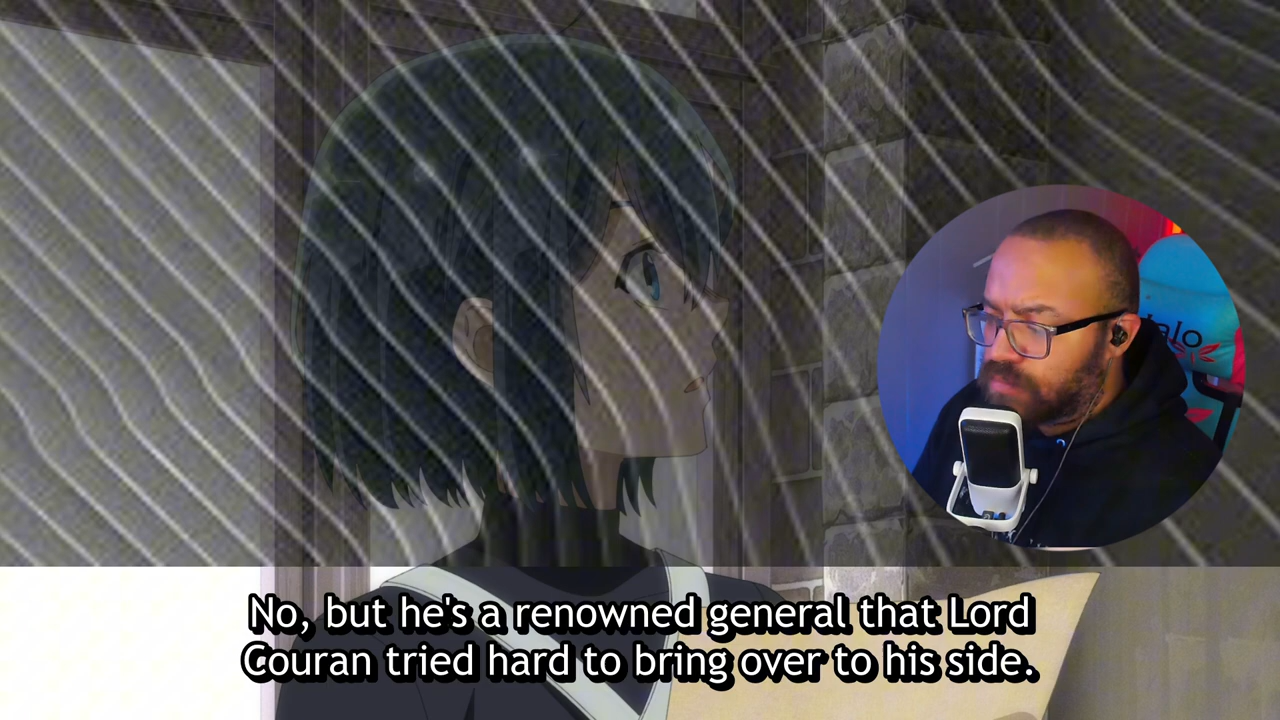 No, but he's a renowned general that Lord
Couran tried hard to bring over to his side.